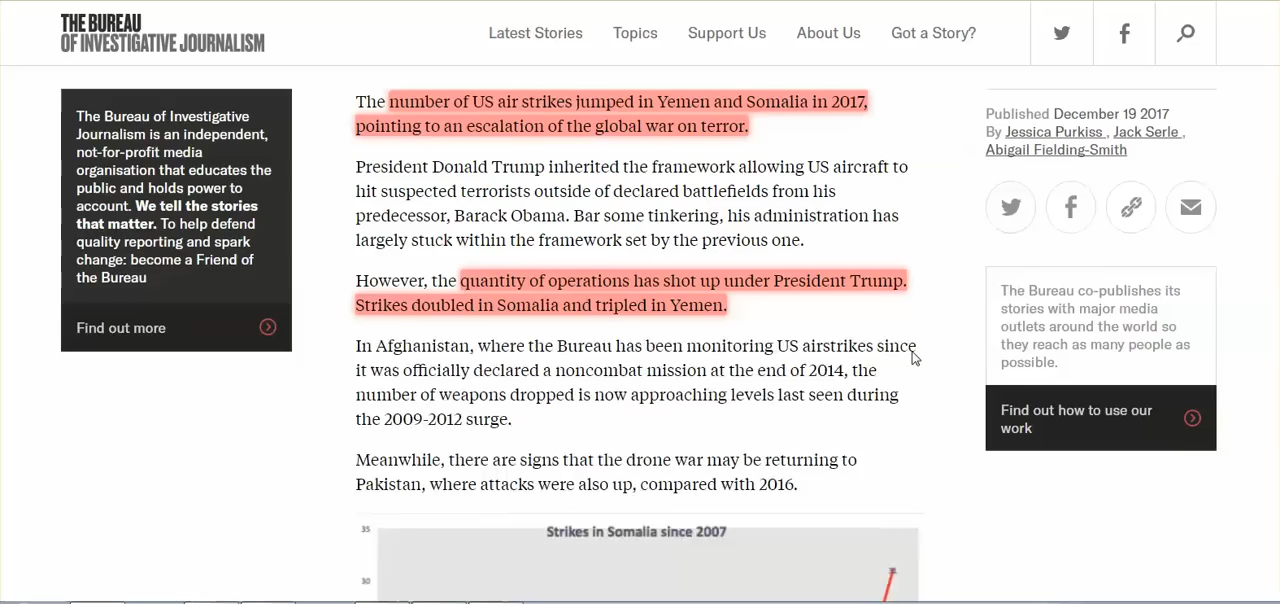 THE BUREAU
OF INVESTIGATIVE JOURNALISM
Latest Stories
Topics
Support Us
About Us
Got a Story?
The Bureau of Investigative
Journalism is an independent,
not-for-profit media
organisation that educates the
public and holds power to
account. We tell the stories
that matter. To help defend
quality reporting and spark
change: become a Friend of
the Bureau
Find out more
The number of US air strikes jumped in Yemen and Somalia in 2017,
pointing to an escalation of the global war on terror.
President Donald Trump inherited the framework allowing US aircraft to
hit suspected terrorists outside of declared battlefields from his
predecessor, Barack Obama. Bar some tinkering, his administration has
largely stuck within the framework set by the previous one.
However, the quantity of operations has shot up under President Trump.
Strikes doubled in Somalia and tripled in Yemen.
In Afghanistan, where the Bureau has been monitoring US airstrikes since
it was officially declared a noncombat mission at the end of 2014, the
number of weapons dropped is now approaching levels last seen during
the 2009-2012 surge.
Meanwhile, there are signs that the drone war may be returning to
Pakistan, where attacks were also up, compared with 2016.
35
Strikes in Somalia since 2007
30
Published December 19 2017
By Jessica Purkiss , Jack Serle ,
Abigail Fielding-Smith
The Bureau co-publishes its
stories with major media
outlets around the world so
they reach as many people as
possible.
Find out how to use our
work